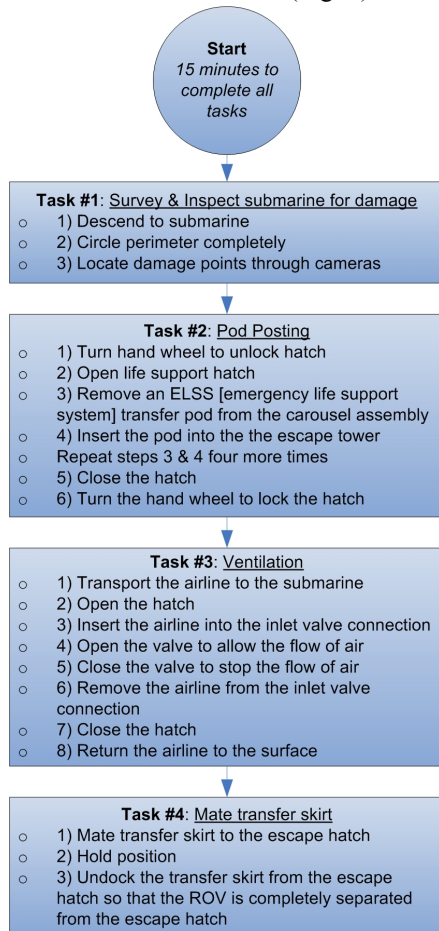 Start
15 minutes to
complete all
tasks
Task #1: Survey & Inspect submarine for damage
o 1) Descend to submarine
o 2) Circle perimeter completely
o 3) Locate damage points through cameras
Task #2: Pod Posting
o 1) Turn hand wheel to unlock hatch
o 2) Open life support hatch
o 3) Remove an ELSS [emergency life support
system] transfer pod from the carousel assembly
o 4) Insert the pod into the the escape tower
o Repeat steps 3 & 4 four more times
o 5) Close the hatch
o 6) Turn the hand wheel to lock the hatch
Task #3: Ventilation
o 1) Transport the airline to the submarine
o 2) Open the hatch
o 3) Insert the airline into the inlet valve connection
o 4) Open the valve to allow the flow of air
o 5) Close the valve to stop the flow of air
o 6) Remove the airline from the inlet valve
connection
o 7) Close the hatch
o 8) Return the airline to the surface
Task #4: Mate transfer skirt
o 1) Mate transfer skirt to the escape hatch
o 2) Hold position
o 3) Undock the transfer skirt from the escape
hatch so that the ROV is completely separated
from the escape hatch